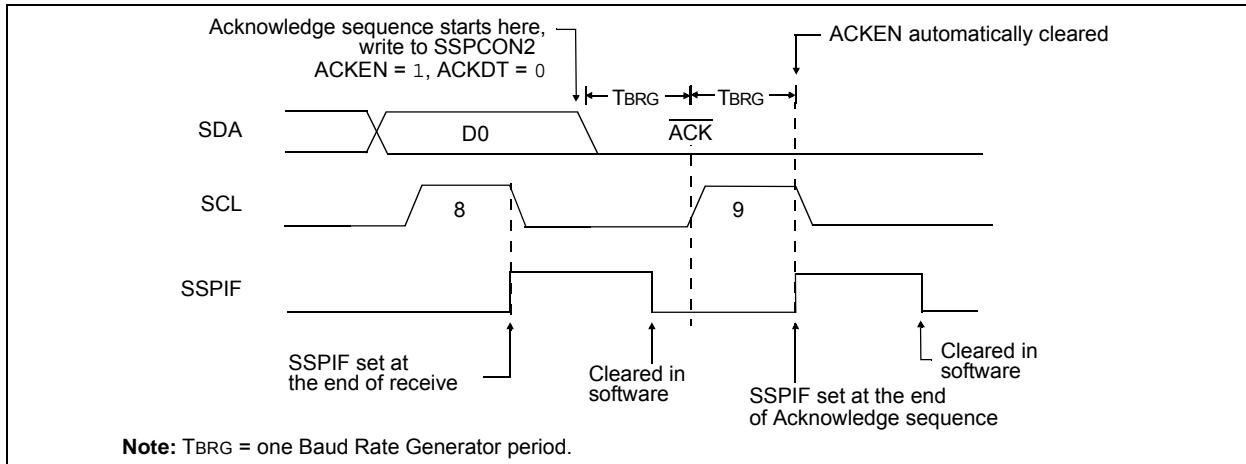 Acknowledge sequence starts here,
write to SSPCON2
ACKEN = 1, ACKDT = 0
ACKEN automatically cleared
TBRG
TBRG
SDA
D0
ACK
SCL
8
9
SSPIF
SSPIF set at
the end of receive
Cleared in
software
SSPIF set at the end
of Acknowledge sequence
Cleared in
software
Note: TBRG = one Baud Rate Generator period.